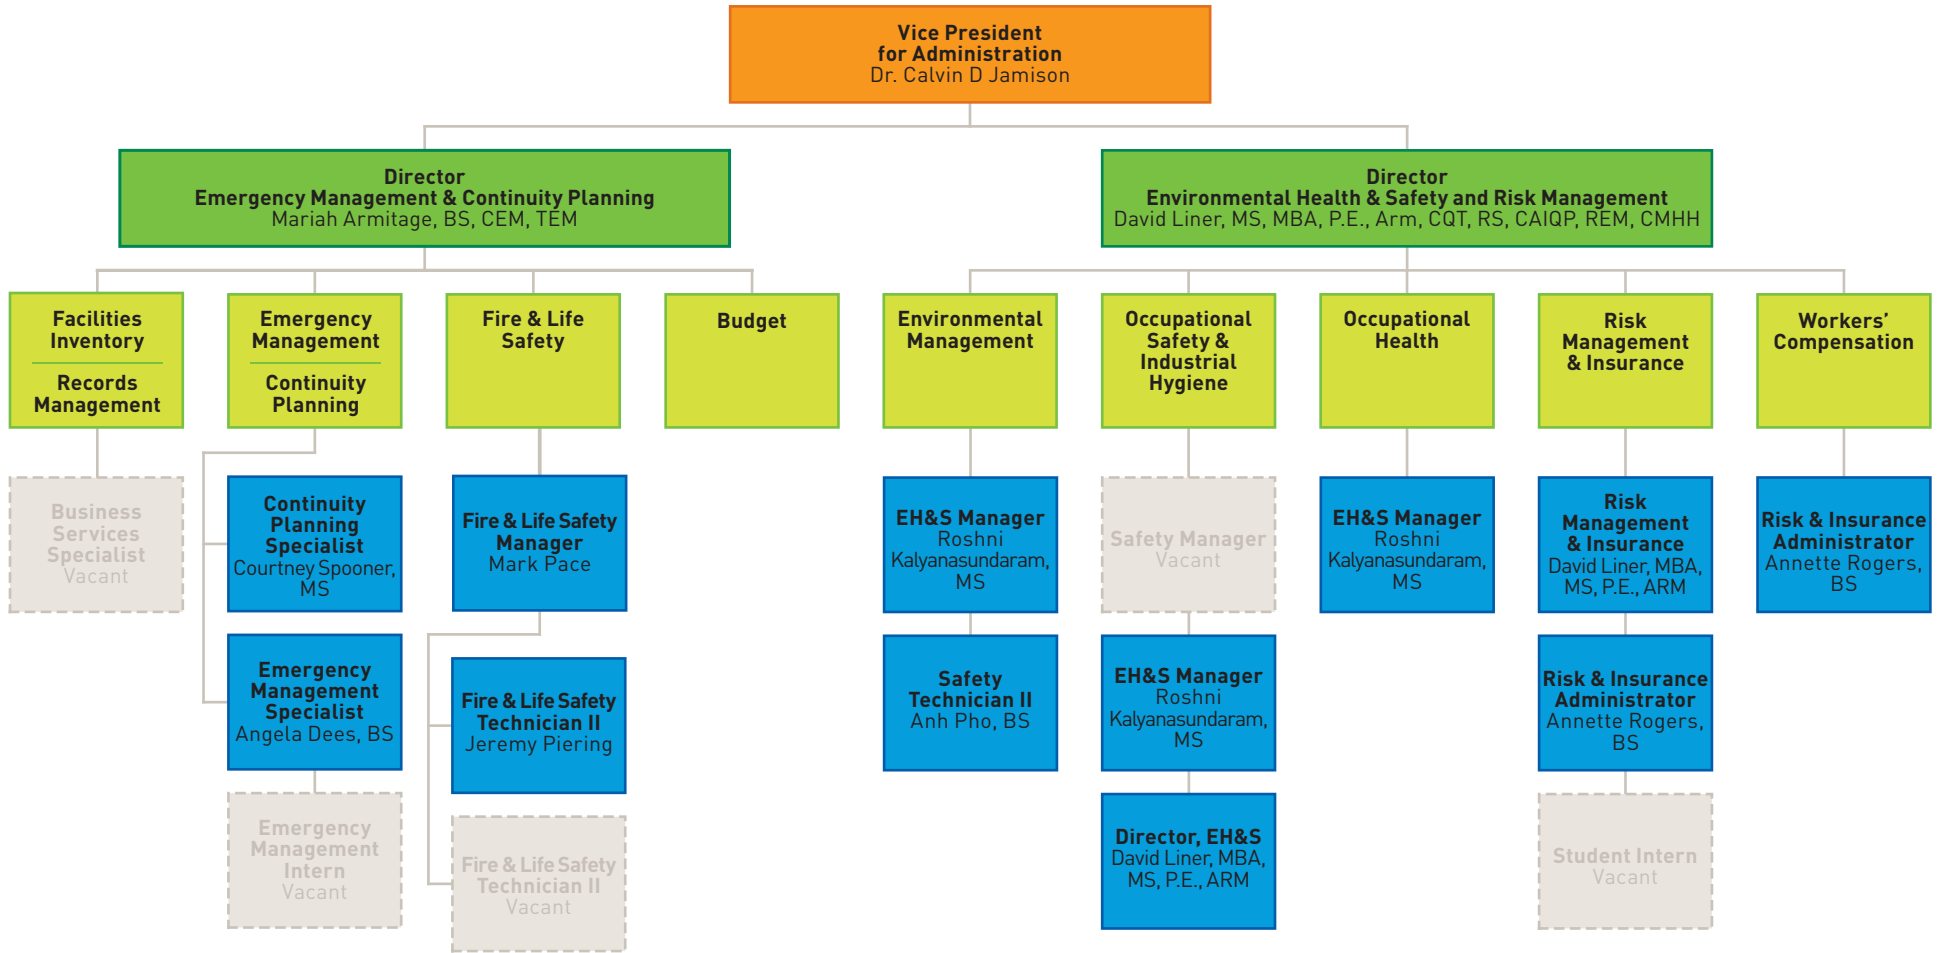 Vice President
for Administration
Dr. Calvin D Jamison
Director
Emergency Management & Continuity Planning
Mariah Armitage, BS, CEM, TEM
Director
Environmental Health & Safety and Risk Management
David Liner, MS, MBA, P.E., Arm, CQT, RS, CAIQP, REM, CMHH
Facilities
Inventory
Records
Management
Emergency
Management
Continuity
Planning
Fire & Life
Safety
Budget
Environmental
Management
Occupational
Safety &
Industrial
Hygiene
Occupational
Health
Risk
Management
& Insurance
Workers’
Compensation
Business
Services
Specialist
Vacant
Continuity
Planning
Specialist
Courtney Spooner,
MS
Fire & Life Safety
Manager
Mark Pace
EH&S Manager
Roshni
Kalyanasundaram,
MS
Safety Manager
Vacant
EH&S Manager
Roshni
Kalyanasundaram,
MS
Risk
Management
& Insurance
David Liner, MBA,
MS, P.E., ARM
Risk & Insurance
Administrator
Annette Rogers,
BS
Emergency
Management
Specialist
Angela Dees, BS
Fire & Life Safety
Technician II
Jeremy Piering
Safety
Technician II
Anh Pho, BS
EH&S Manager
Roshni
Kalyanasundaram,
MS
Risk & Insurance
Administrator
Annette Rogers,
BS
Emergency
Management
Intern
Vacant
Fire & Life Safety
Technician II
Vacant
Director, EH&S
David Liner, MBA,
MS, P.E., ARM
Student Intern
Vacant